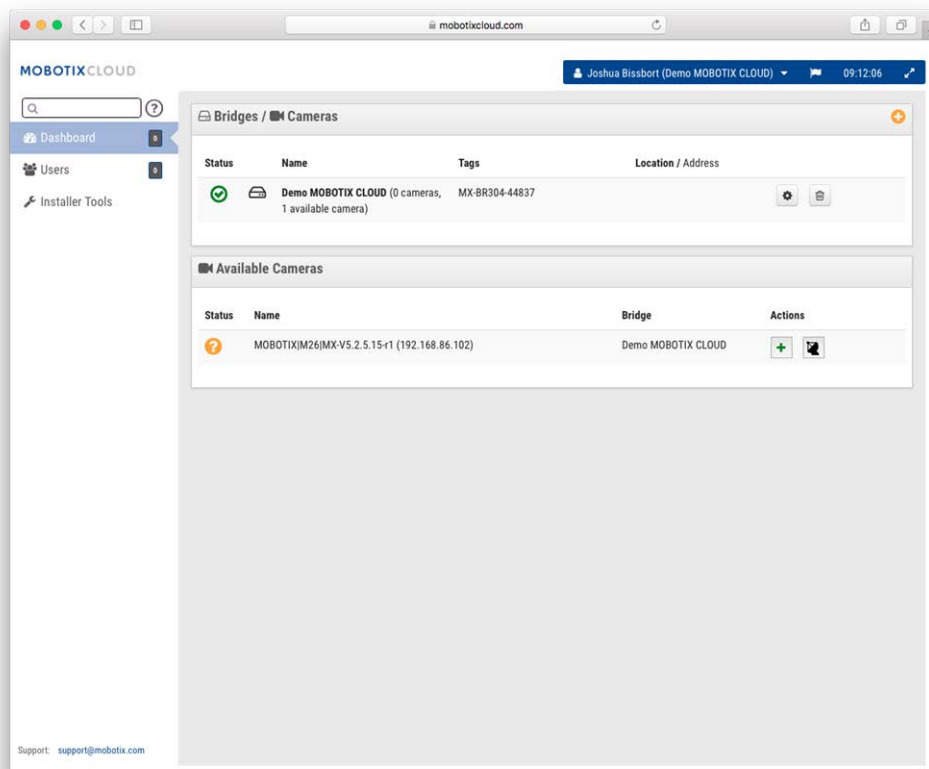 mobotixcloud.com
MOBOTIXCLOUD
Joshua Bissbort (Demo MOBOTIX CLOUD)
09:12:06
Dashboard 0
Users 0
Installer Tools
Bridges / Cameras
Status Name Tags Location / Address
Demo MOBOTIX CLOUD (0 cameras, MX-BR304-44837
1 available camera)
Available Cameras
Status Name Bridge Actions
MOBOTIX|M26|MX-V5.2.5.15-r1 (192.168.86.102) Demo MOBOTIX CLOUD
Support: support@mobotix.com